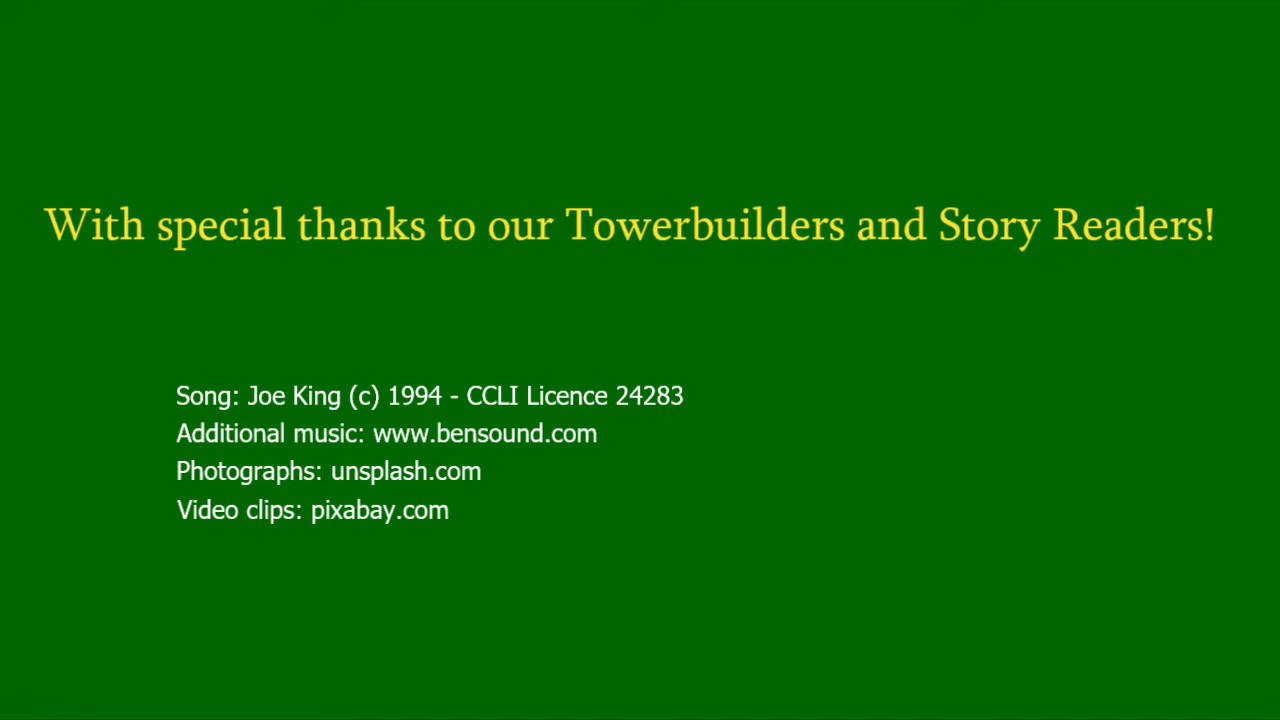 With special thanks to our Towerbuilders and Story Readers!
Song: Joe King (c) 1994 - CCLI Licence 24283
Additional music: www.bensound.com
Photographs: unsplash.com
Video clips: pixabay.com